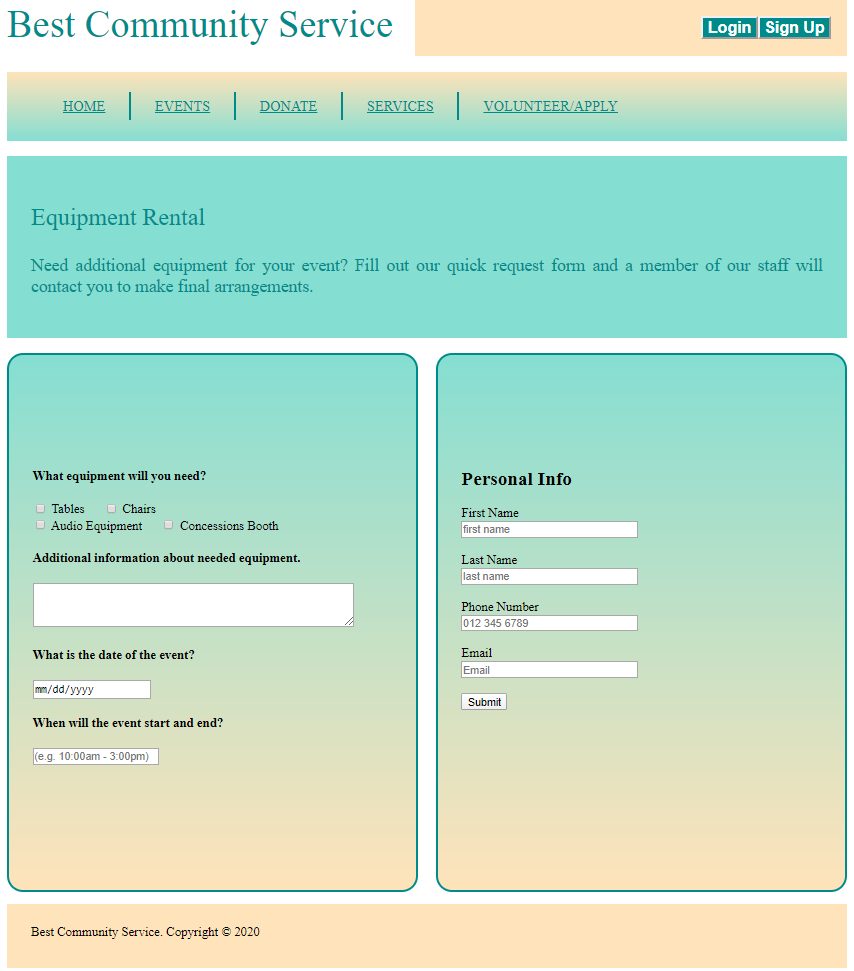 Best Community Service
Login Sign Up
HOME EVENTS DONATE SERVICES VOLUNTEER/APPLY
Equipment Rental
Need additional equipment for your event? Fill out our quick request form and a member of our staff will
contact you to make final arrangements.
What equipment will you need?
Tables Chairs
Audio Equipment Concessions Booth
Additional information about needed equipment.
What is the date of the event?
mm/dd/yyyy
When will the event start and end?
(e.g. 10:00am - 3:00pm)
Personal Info
First Name
first name
Last Name
last name
Phone Number
012 345 6789
Email
Email
Submit
Best Community Service. Copyright © 2020